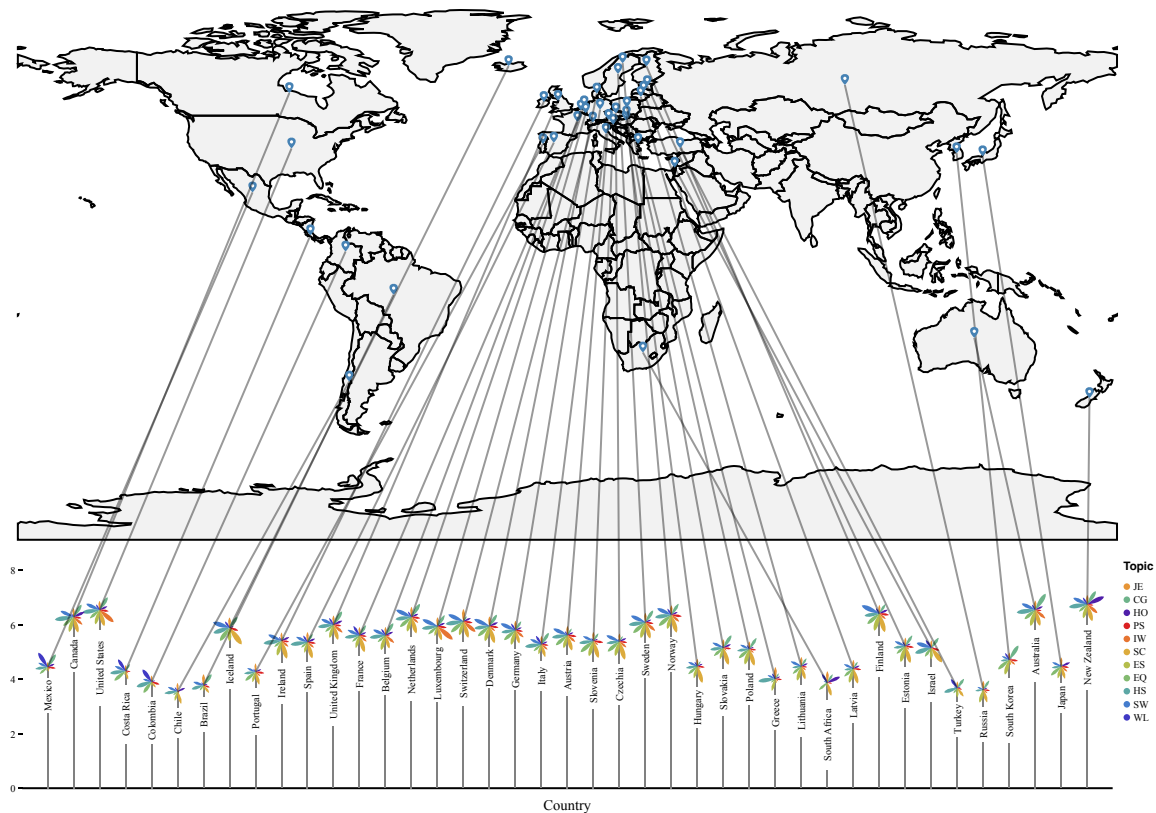 8
6
4
2
0
Mexico
Canada
United States
Costa Rica
Colombia
Chile
Brazil
Iceland
Portugal
Ireland
Spain
United Kingdom
France
Belgium
Netherlands
Luxembourg
Switzerland
Denmark
Germany
Italy
Austria
Slovenia
Czechia
Sweden
Norway
Hungary
Slovakia
Poland
Greece
Lithuania
South Africa
Latvia
Finland
Estonia
Israel
Turkey
Russia
South Korea
Australia
Japan
New Zealand
Country
Topic
JE
CG
HO
PS
IW
SC
ES
EQ
HS
SW
WL